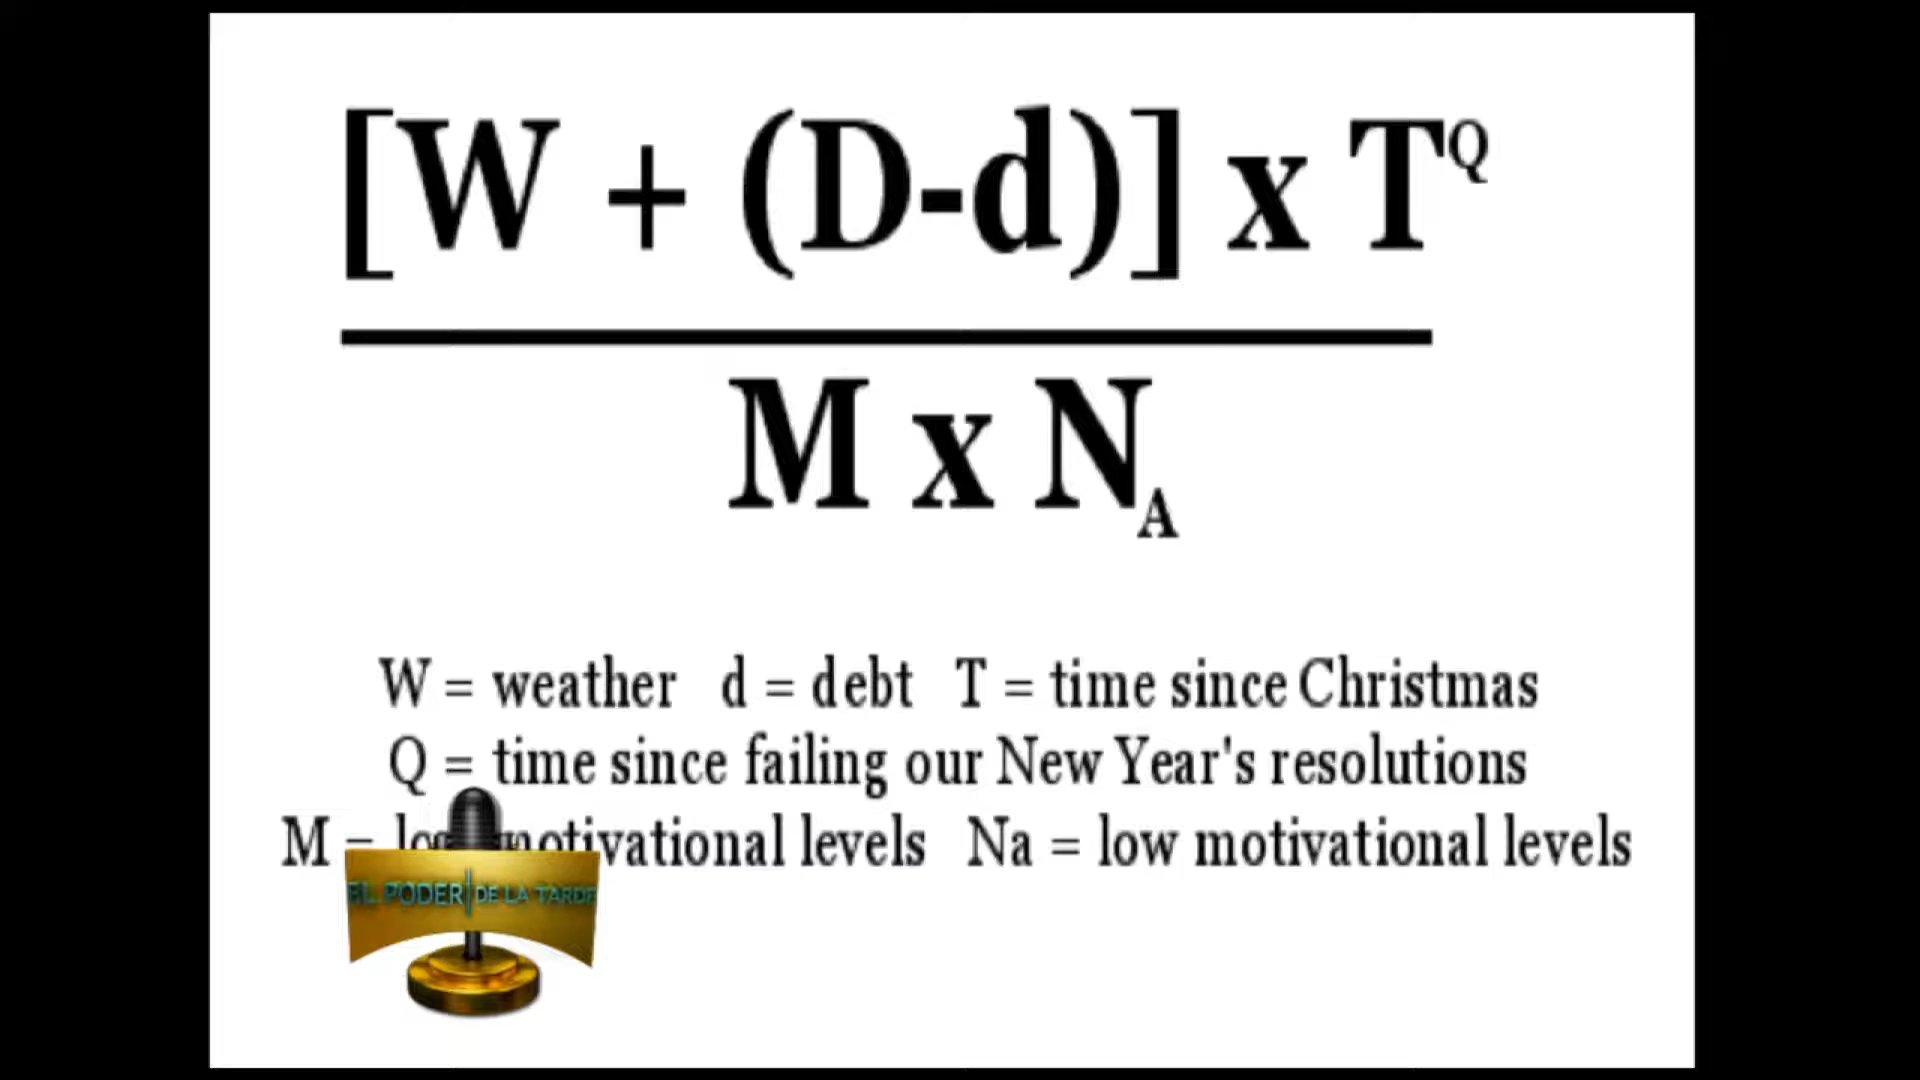 [W + (D-d)] x T^Q
M x N_A
W = weather d = debt T = time since Christmas
Q = time since failing our New Year's resolutions
M = low motivational levels Na = low motivational levels
EL PODER DE LA TARDE